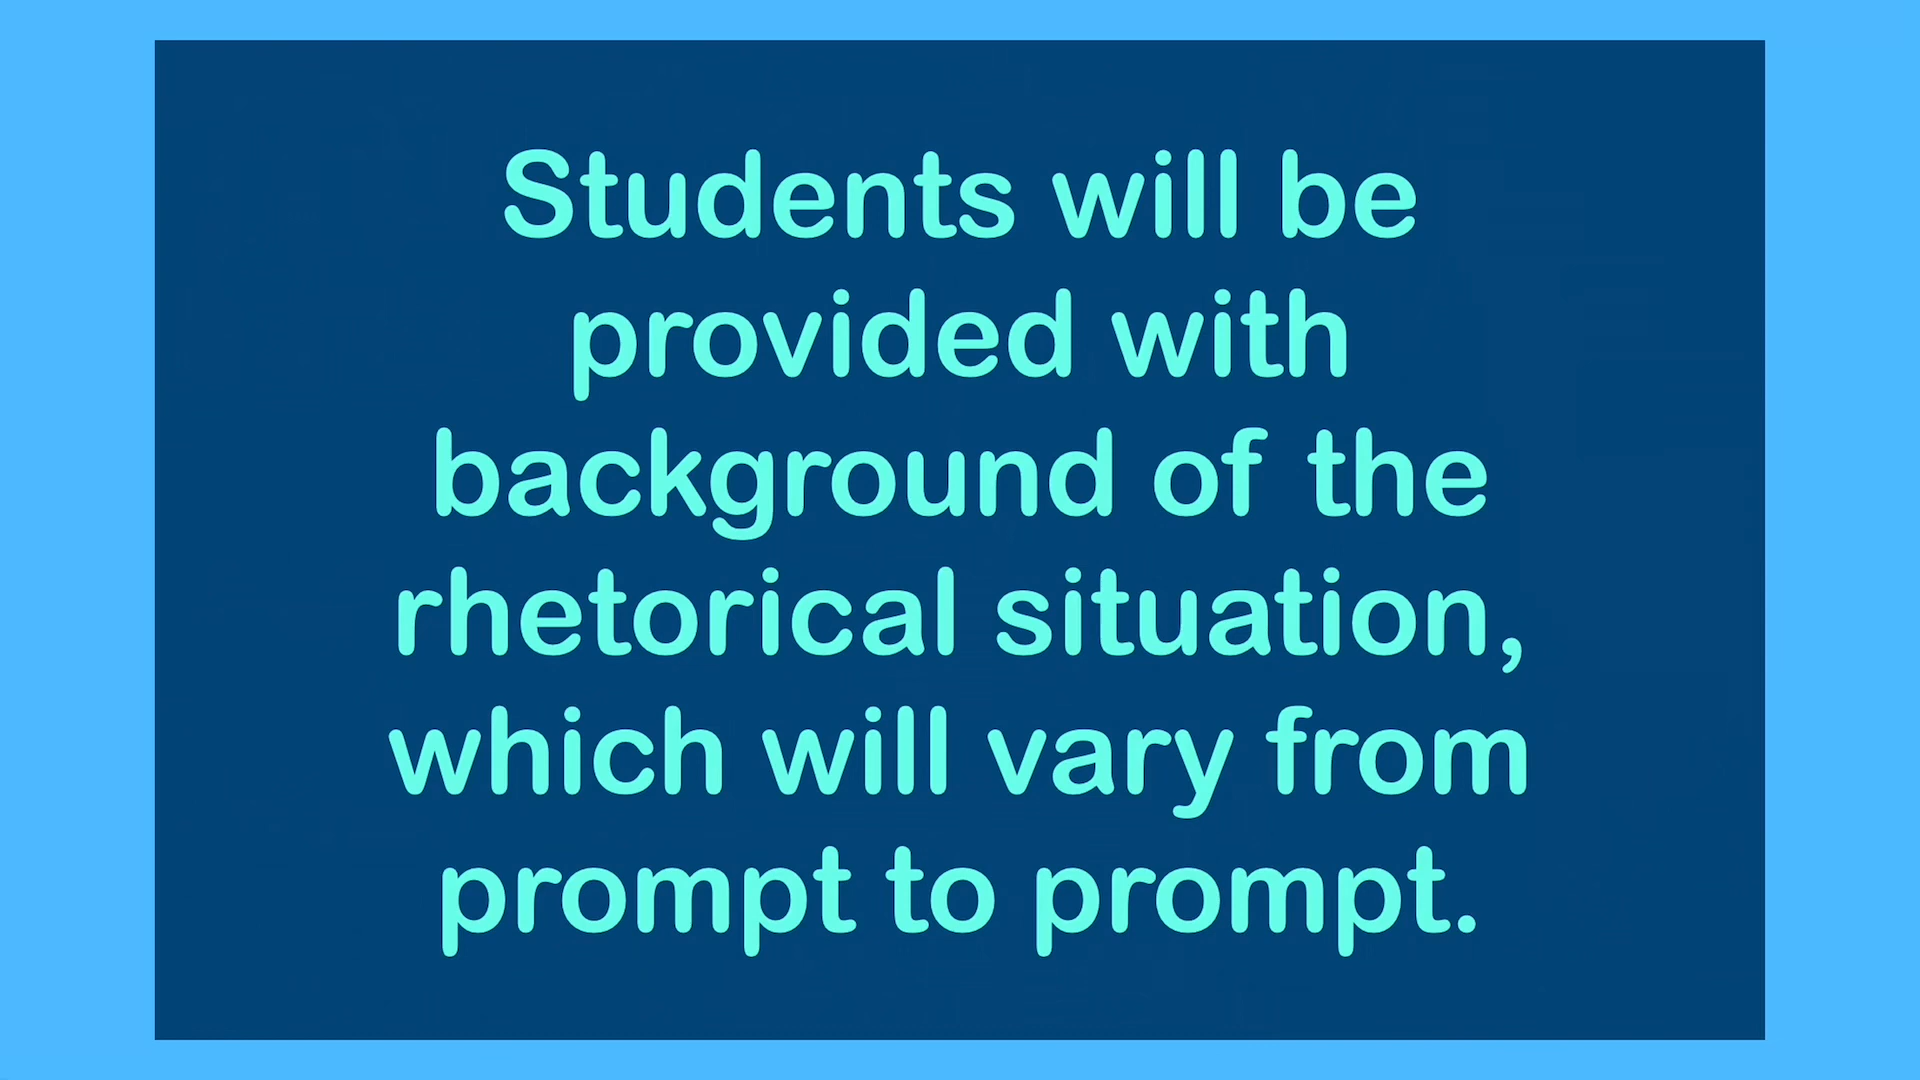 Students will be
provided with
background of the
rhetorical situation,
which will vary from
prompt to prompt.